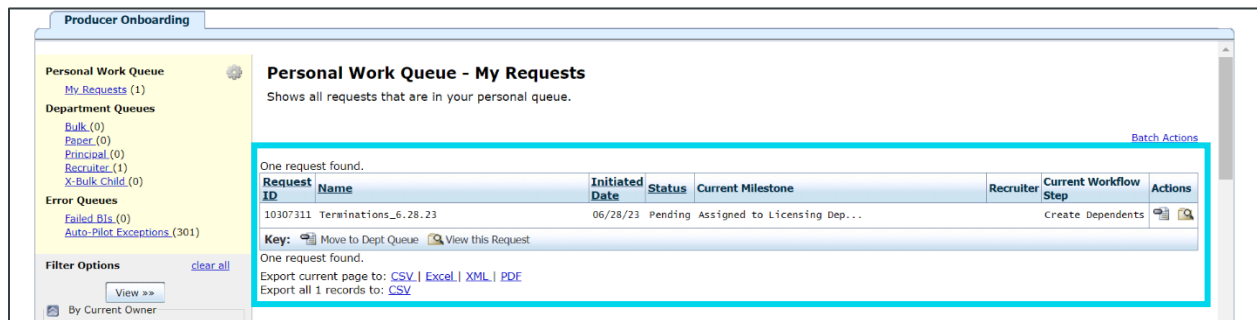 Producer Onboarding
Personal Work Queue
My Requests (1)
Department Queues
Bulk (0)
Paper (0)
Principal (0)
Recruiter (1)
X-Bulk Child (0)
Error Queues
Failed BIs (0)
Auto-Pilot Exceptions (301)
Filter Options clear all
View »»
By Current Owner
Personal Work Queue - My Requests
Shows all requests that are in your personal queue.
Batch Actions
One request found.
Request ID Name Initiated Date Status Current Milestone Recruiter Current Workflow Step Actions
10307311 Terminations_6.28.23 06/28/23 Pending Assigned to Licensing Dep... Create Dependents
Key: Move to Dept Queue View this Request
One request found.
Export current page to: CSV | Excel | XML | PDF
Export all 1 records to: CSV